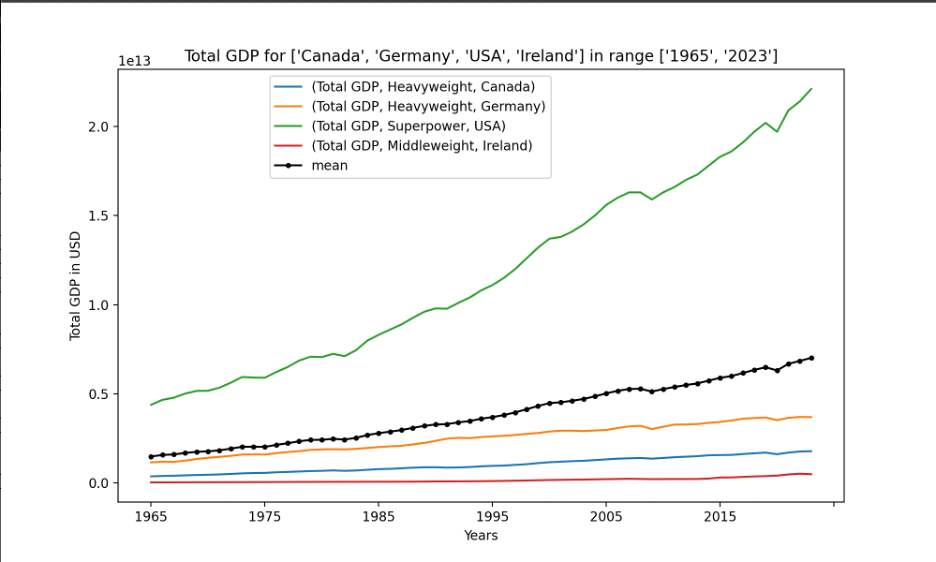 Total GDP for ['Canada', 'Germany', 'USA', 'Ireland'] in range ['1965', '2023']
1e13
(Total GDP, Heavyweight, Canada)
(Total GDP, Heavyweight, Germany)
(Total GDP, Superpower, USA)
(Total GDP, Middleweight, Ireland)
mean
2.0
1.5
1.0
0.5
0.0
Total GDP in USD
1965 1975 1985 1995 2005 2015
Years